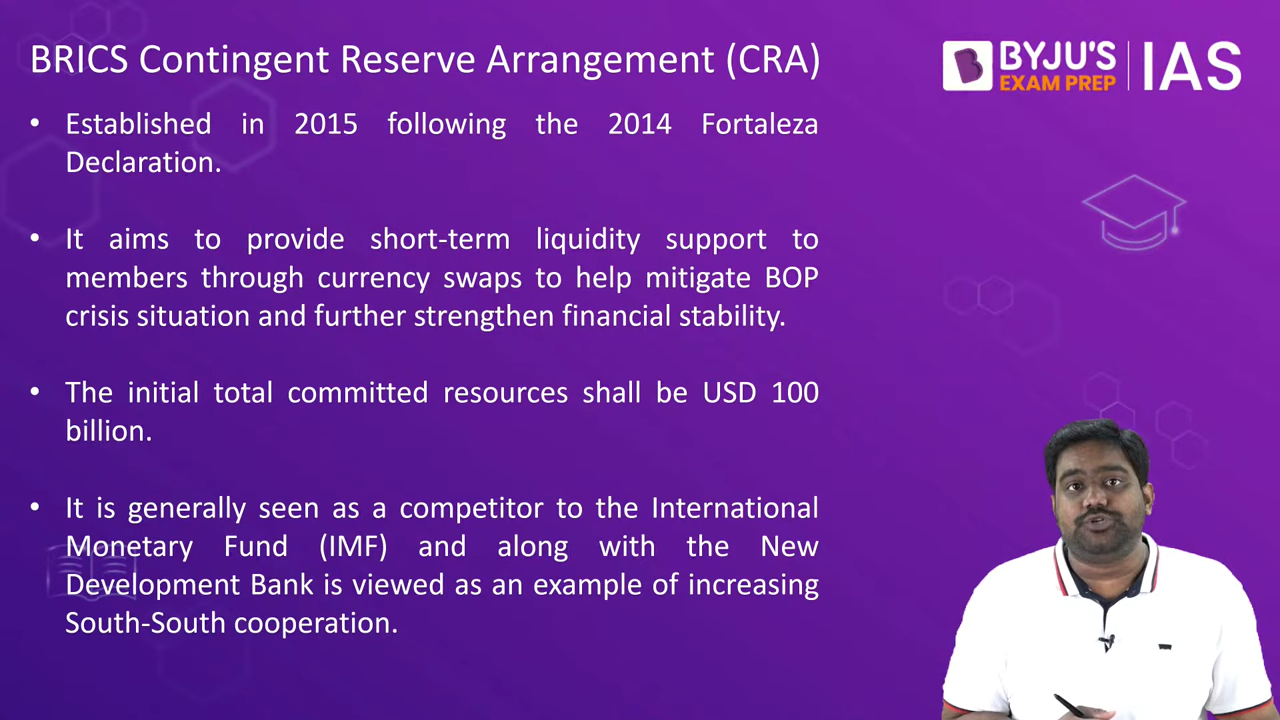 BRICS Contingent Reserve Arrangement (CRA)
BYJU'S
EXAM PREP
IAS
• Established in 2015 following the 2014 Fortaleza
Declaration.
• It aims to provide short-term liquidity support to
members through currency swaps to help mitigate BOP
crisis situation and further strengthen financial stability.
• The initial total committed resources shall be USD 100
billion.
• It is generally seen as a competitor to the International
Monetary Fund (IMF) and along with the New
Development Bank is viewed as an example of increasing
South-South cooperation.